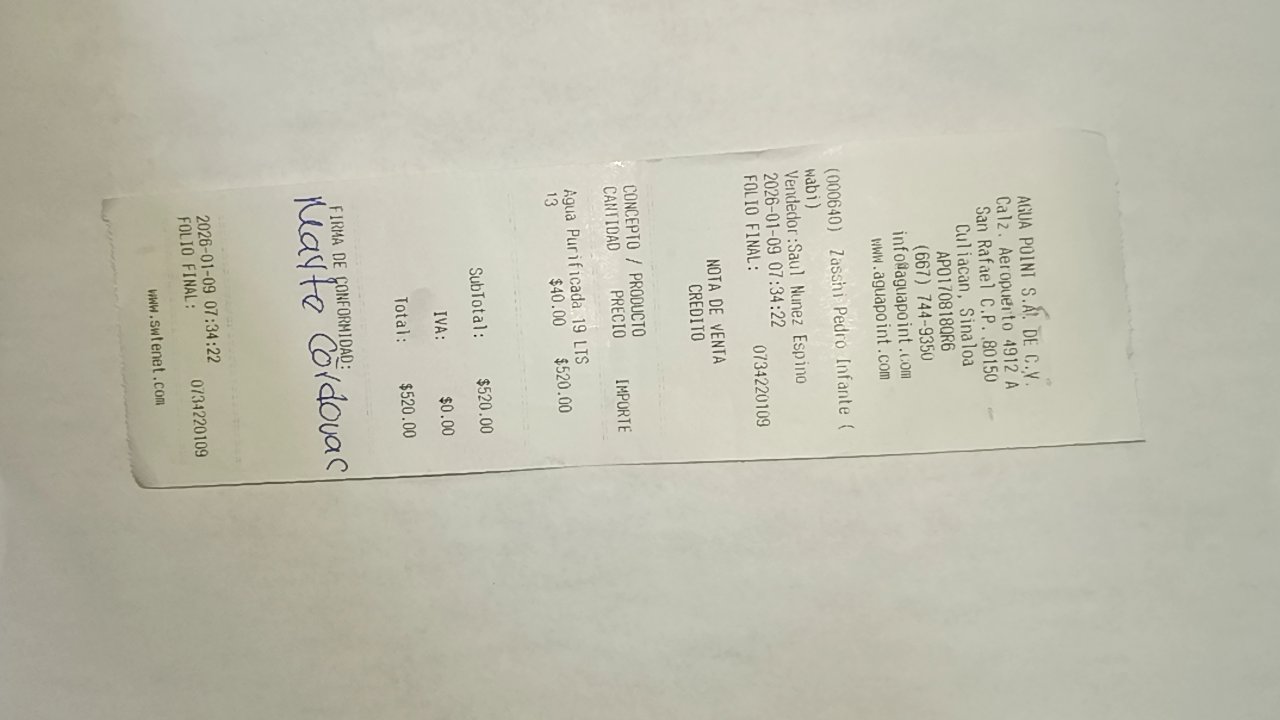 AGUA POINT S.A. DE C.V.
Calz. Aeropuerto 4912 A
San Rafael C.P. 80150
Culiacan, Sinaloa
APO170818QR6
(667) 744-9350
info@aguapoint.com
www.aguapoint.com
(000640) Zasshi Pedro Infante (
wabi)
Vendedor:Saul Nunez Espino
2026-01-09 07:34:22
FOLIO FINAL: 0734220109
NOTA DE VENTA
CREDITO
CONCEPTO / PRODUCTO
CANTIDAD PRECIO IMPORTE
Agua Purificada 19 LTS
13 $40.00 $520.00
SubTotal: $520.00
IVA: $0.00
Total: $520.00
FIRMA DE CONFORMIDAD:
Mayte Córdova C
2026-01-09 07:34:22
FOLIO FINAL: 0734220109
www.swtenet.com